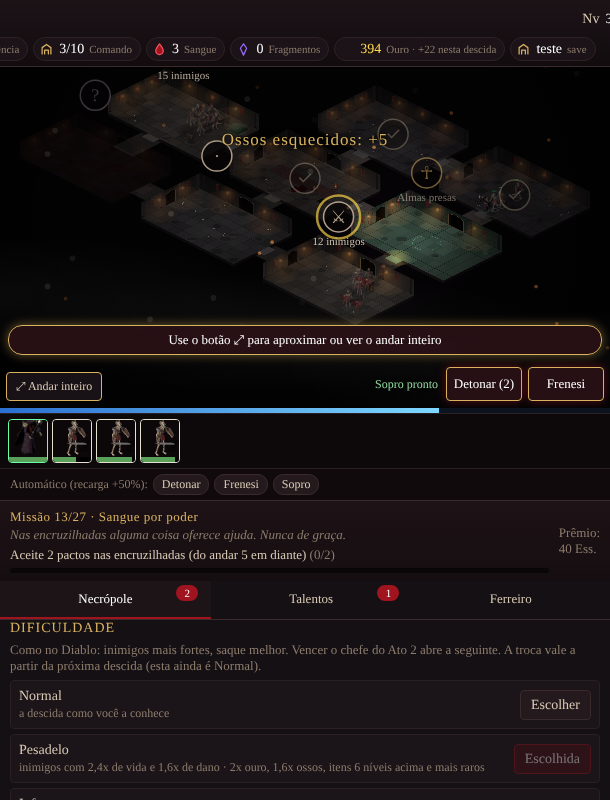 Nv 3
ncia 3/10 Comando 3 Sangue 0 Fragmentos 394 Ouro · +22 nesta descida teste save
15 inimigos
?
Ossos esquecidos: +5
Almas presas
12 inimigos
Use o botão ⤢ para aproximar ou ver o andar inteiro
⤢ Andar inteiro Sopro pronto Detonar (2) Frenesi
Automático (recarga +50%): Detonar Frenesi Sopro
Missão 13/27 · Sangue por poder
Nas encruzilhadas alguma coisa oferece ajuda. Nunca de graça.
Aceite 2 pactos nas encruzilhadas (do andar 5 em diante) (0/2)
Prêmio:
40 Ess.
Necrópole 2 Talentos 1 Ferreiro
DIFICULDADE
Como no Diablo: inimigos mais fortes, saque melhor. Vencer o chefe do Ato 2 abre a seguinte. A troca vale a
partir da próxima descida (esta ainda é Normal).
Normal
a descida como você a conhece
Escolher
Pesadelo
inimigos com 2,4x de vida e 1,6x de dano · 2x ouro, 1,6x ossos, itens 6 níveis acima e mais raros
Escolhida